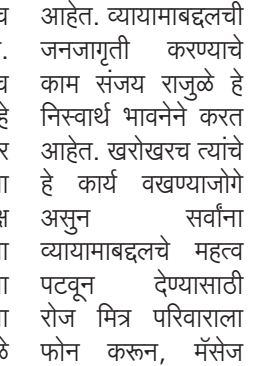 आहेत. व्यायामाबद्दलची
जनजागृती करण्याचे
काम संजय राजुळे हे
निस्वार्थ भावनेने करत
आहेत. खरोखरच त्यांचे
हे कार्य वखण्याजोगे
असुन सर्वांना
व्यायामाबद्दलचे महत्व
पटवून देण्यासाठी
रोज मित्र परिवाराला
फोन करून, मॅसेज